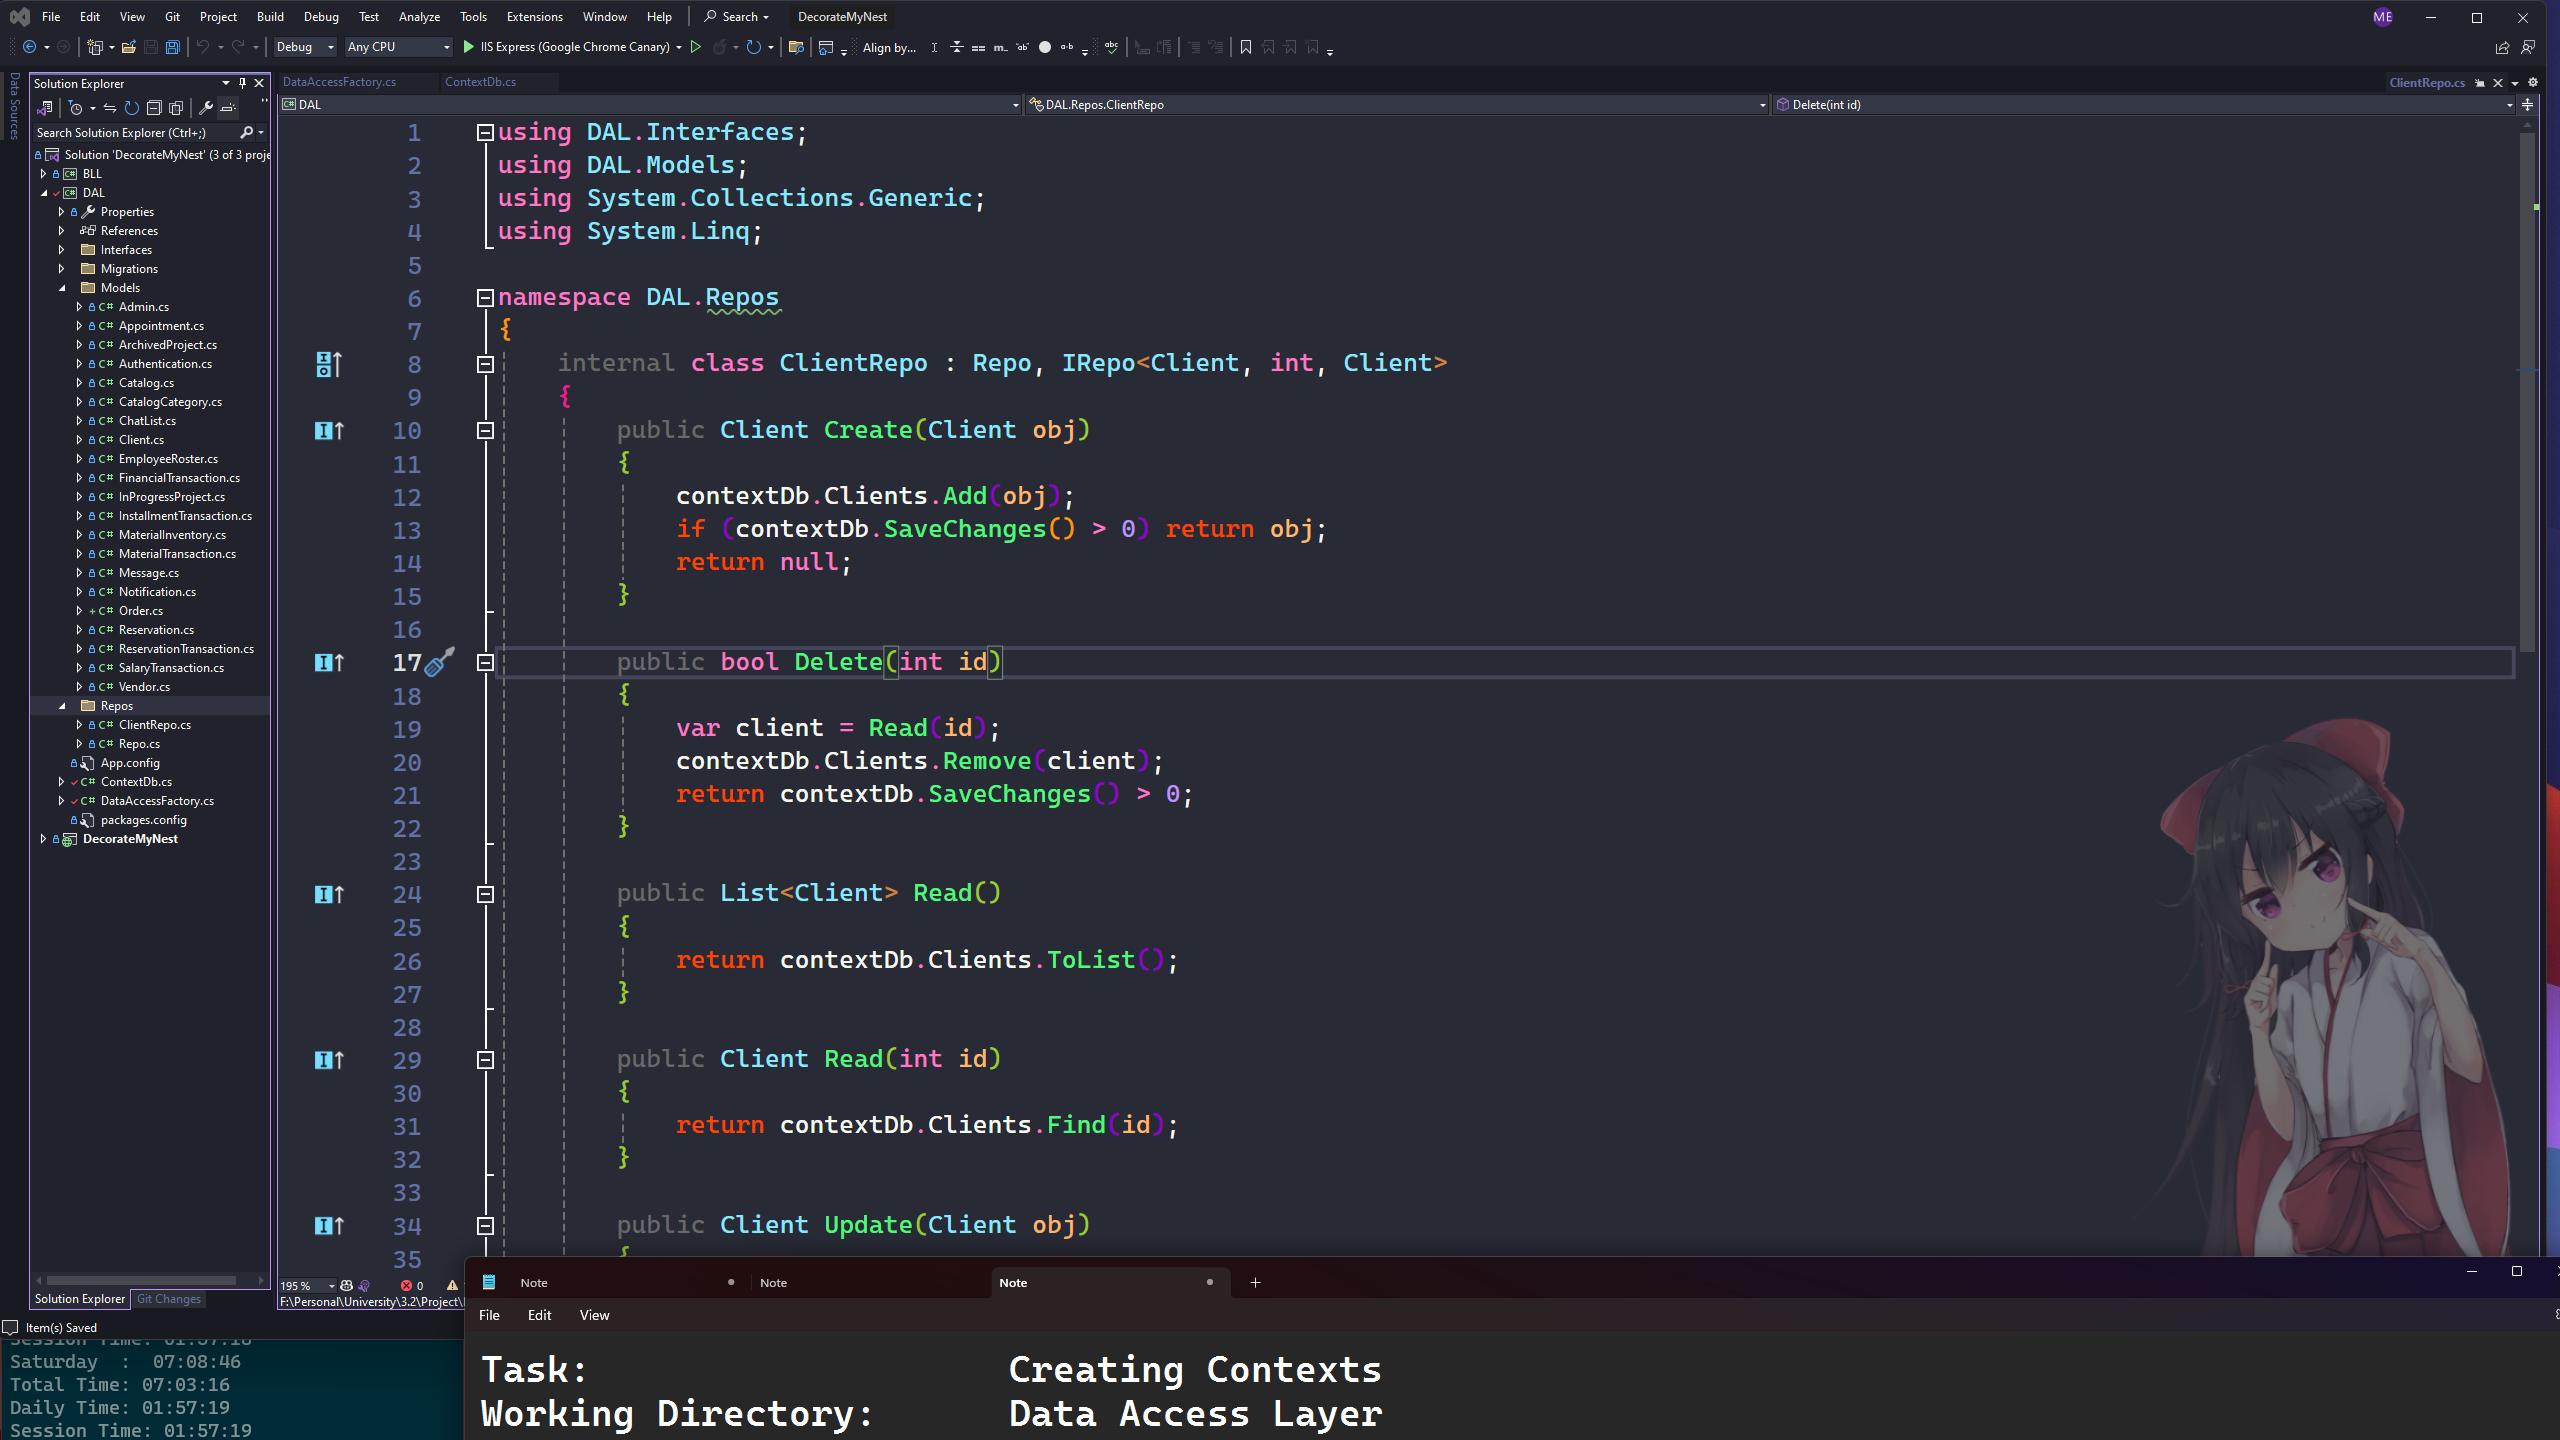 File Edit View Git Project Build Debug Test Analyze Tools Extensions Window Help Search DecorateMyNest ME
Debug Any CPU IIS Express (Google Chrome Canary) Align by...
Data Sources
Solution Explorer
Search Solution Explorer (Ctrl+;)
Solution 'DecorateMyNest' (3 of 3 proje
BLL
DAL
Properties
References
Interfaces
Migrations
Models
C# Admin.cs
C# Appointment.cs
C# ArchivedProject.cs
C# Authentication.cs
C# Catalog.cs
C# CatalogCategory.cs
C# ChatList.cs
C# Client.cs
C# EmployeeRoster.cs
C# FinancialTransaction.cs
C# InProgressProject.cs
C# InstallmentTransaction.cs
C# MaterialInventory.cs
C# MaterialTransaction.cs
C# Message.cs
C# Notification.cs
+ C# Order.cs
C# Reservation.cs
C# ReservationTransaction.cs
C# SalaryTransaction.cs
C# Vendor.cs
Repos
C# ClientRepo.cs
C# Repo.cs
App.config
C# ContextDb.cs
C# DataAccessFactory.cs
packages.config
DecorateMyNest
Solution Explorer Git Changes
DataAccessFactory.cs ContextDb.cs ClientRepo.cs
DAL DAL.Repos.ClientRepo Delete(int id)
1 using DAL.Interfaces;
2 using DAL.Models;
3 using System.Collections.Generic;
4 using System.Linq;
5
6 namespace DAL.Repos
7 {
8 internal class ClientRepo : Repo, IRepo<Client, int, Client>
9 {
10 public Client Create(Client obj)
11 {
12 contextDb.Clients.Add(obj);
13 if (contextDb.SaveChanges() > 0) return obj;
14 return null;
15 }
16
17 public bool Delete(int id)
18 {
19 var client = Read(id);
20 contextDb.Clients.Remove(client);
21 return contextDb.SaveChanges() > 0;
22 }
23
24 public List<Client> Read()
25 {
26 return contextDb.Clients.ToList();
27 }
28
29 public Client Read(int id)
30 {
31 return contextDb.Clients.Find(id);
32 }
33
34 public Client Update(Client obj)
35 {
195 % 0
F:\Personal\University\3.2\Project\
Item(s) Saved
Session Time: 01:57:18
Saturday : 07:08:46
Total Time: 07:03:16
Daily Time: 01:57:19
Session Time: 01:57:19
Note Note Note
File Edit View
Task: Creating Contexts
Working Directory: Data Access Layer